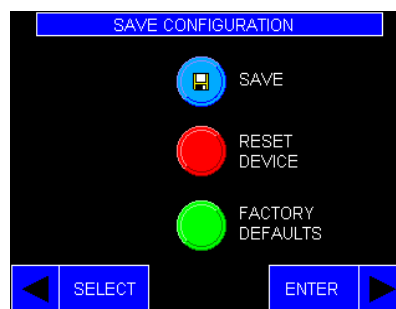 SAVE CONFIGURATION
SAVE
RESET
DEVICE
FACTORY
DEFAULTS
SELECT
ENTER